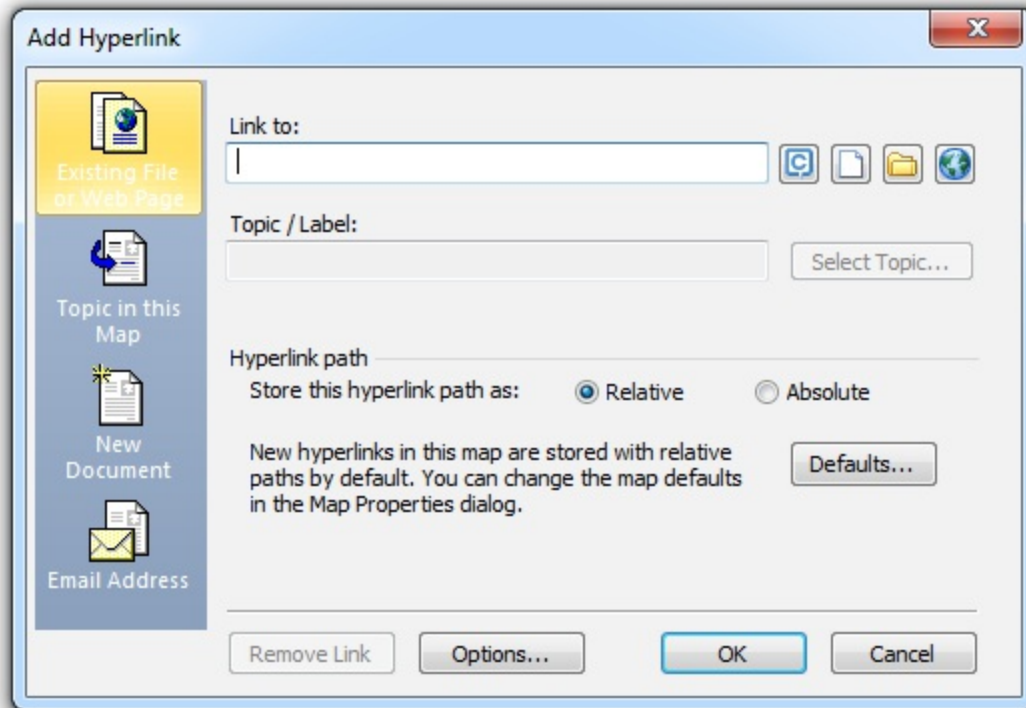 Add Hyperlink
Existing File
or Web Page
Topic in this
Map
New
Document
Email Address
Link to:
Topic / Label:
Select Topic...
Hyperlink path
Store this hyperlink path as:
Relative
Absolute
New hyperlinks in this map are stored with relative
paths by default. You can change the map defaults
in the Map Properties dialog.
Defaults...
Remove Link
Options...
OK
Cancel